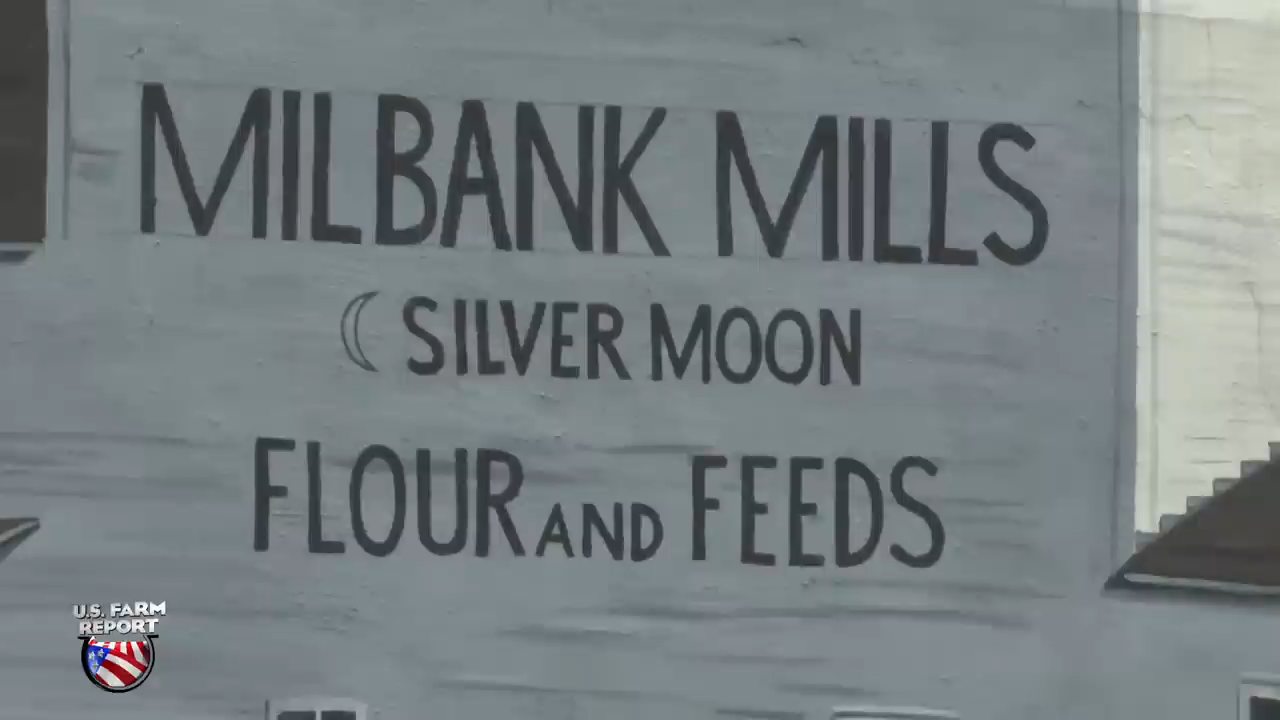 MILBANK MILLS
SILVER MOON
FLOUR AND FEEDS
U.S. FARM
REPORT